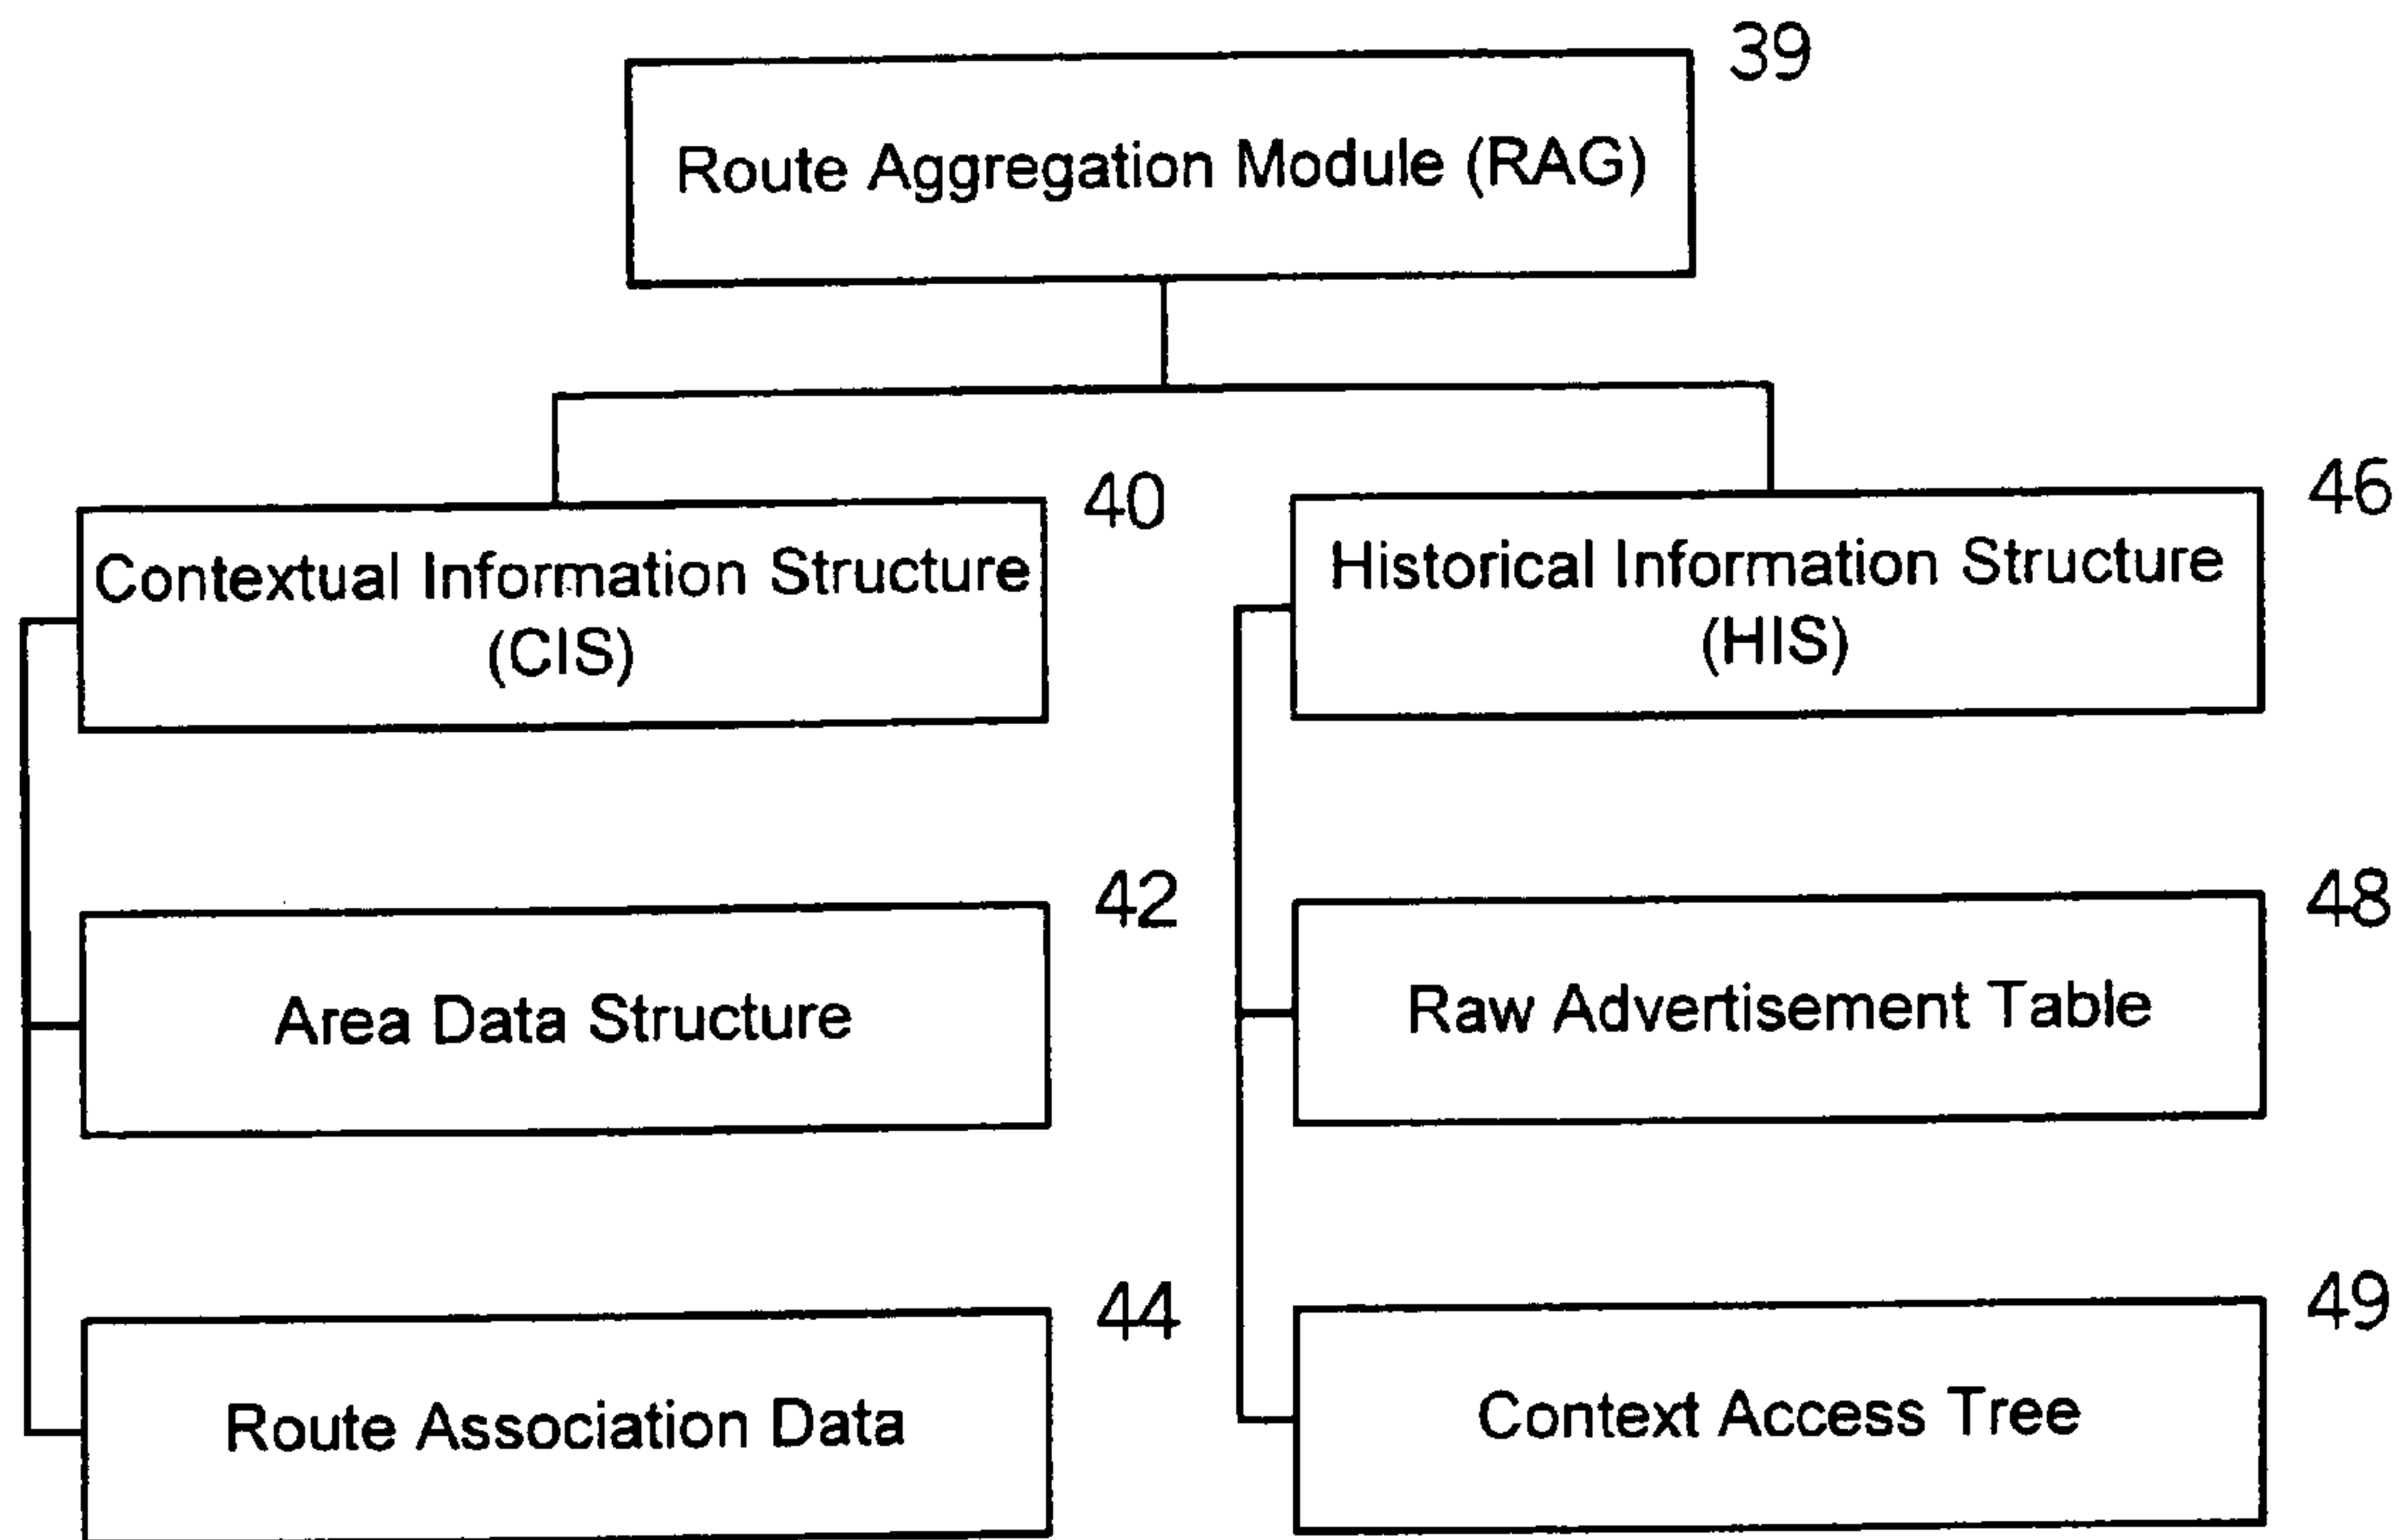 39
Route Aggregation Module (RAG)
40
Contextual Information Structure
(CIS)
46
Historical Information Structure
(HIS)
42
Area Data Structure
48
Raw Advertisement Table
44
Route Association Data
49
Context Access Tree